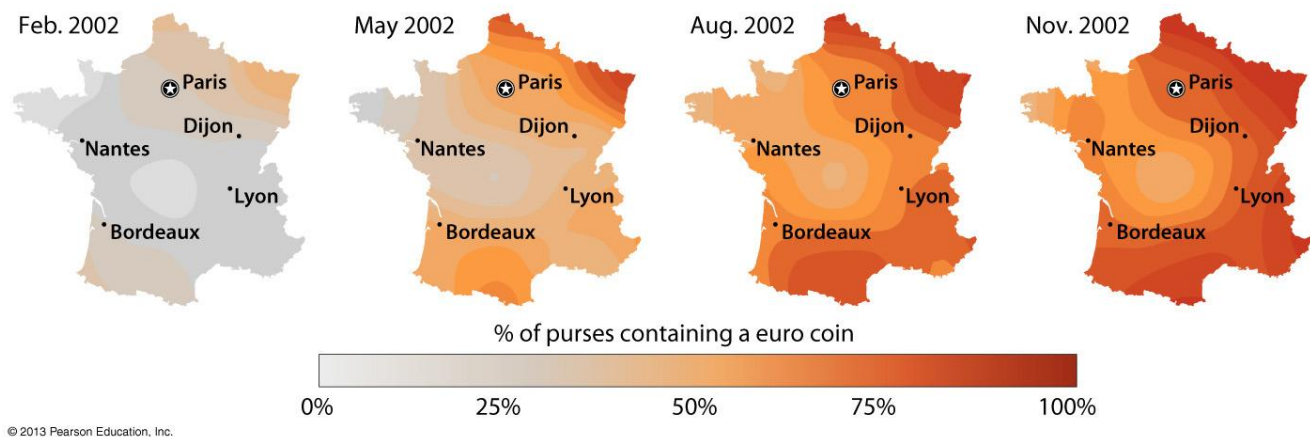 Feb. 2002
Paris
Dijon
Nantes
Lyon
Bordeaux
May 2002
Paris
Dijon
Nantes
Lyon
Bordeaux
Aug. 2002
Paris
Dijon
Nantes
Lyon
Bordeaux
Nov. 2002
Paris
Dijon
Nantes
Lyon
Bordeaux
% of purses containing a euro coin
0% 25% 50% 75% 100%
© 2013 Pearson Education, Inc.